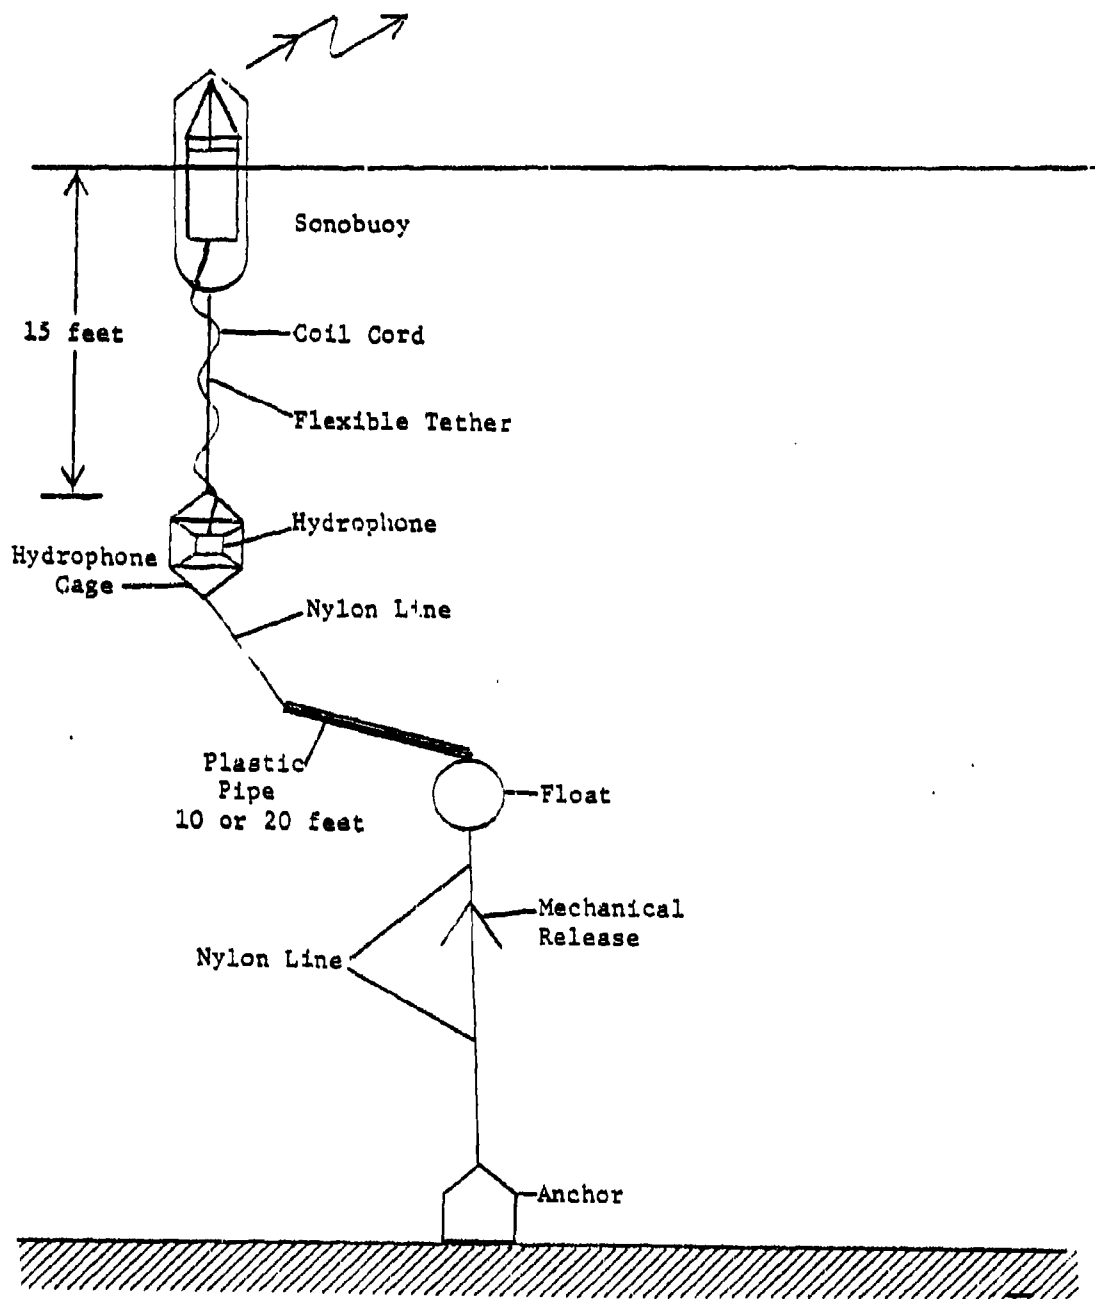 Sonobuoy
15 feet
Coil Cord
Flexible Tether
Hydrophone
Hydrophone
Cage
Nylon Line
Plastic
Pipe
10 or 20 feet
Float
Mechanical
Release
Nylon Line
Anchor